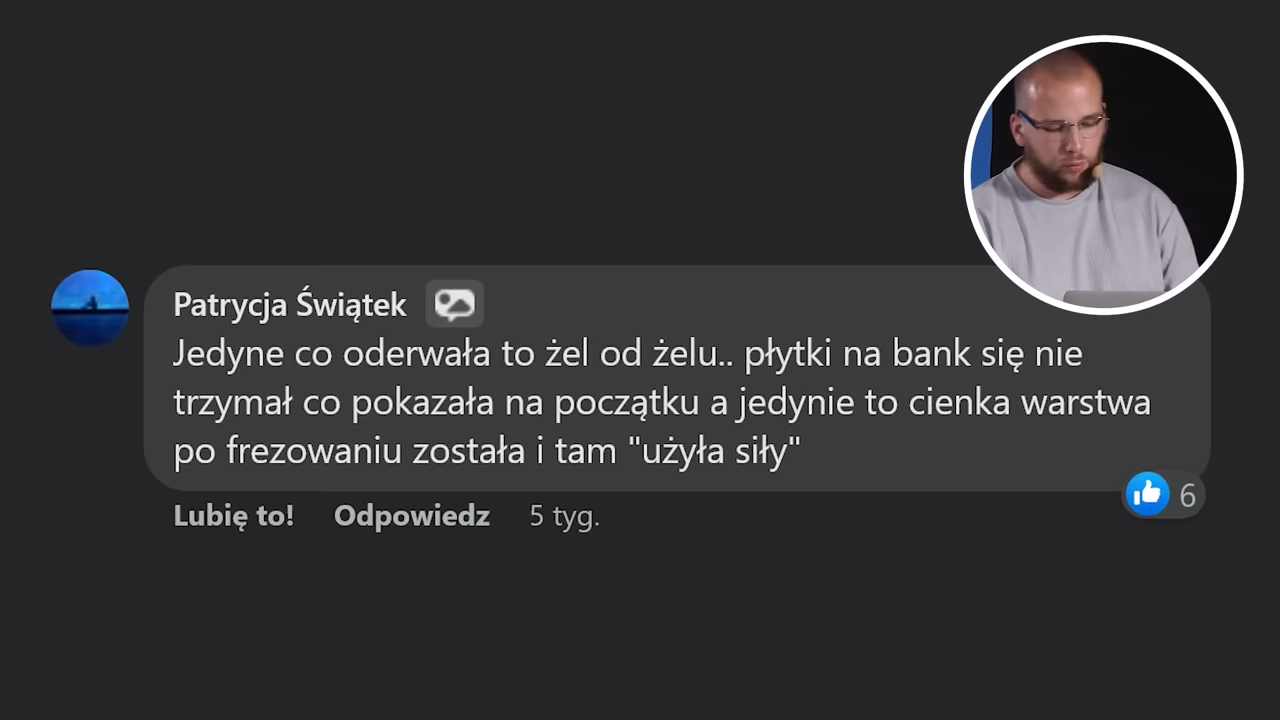 Patrycja Świątek
Jedyne co oderwała to żel od żelu.. płytki na bank się nie
trzymał co pokazała na początku a jedynie to cienka warstwa
po frezowaniu została i tam "użyła siły"
6
Lubię to! Odpowiedz 5 tyg.